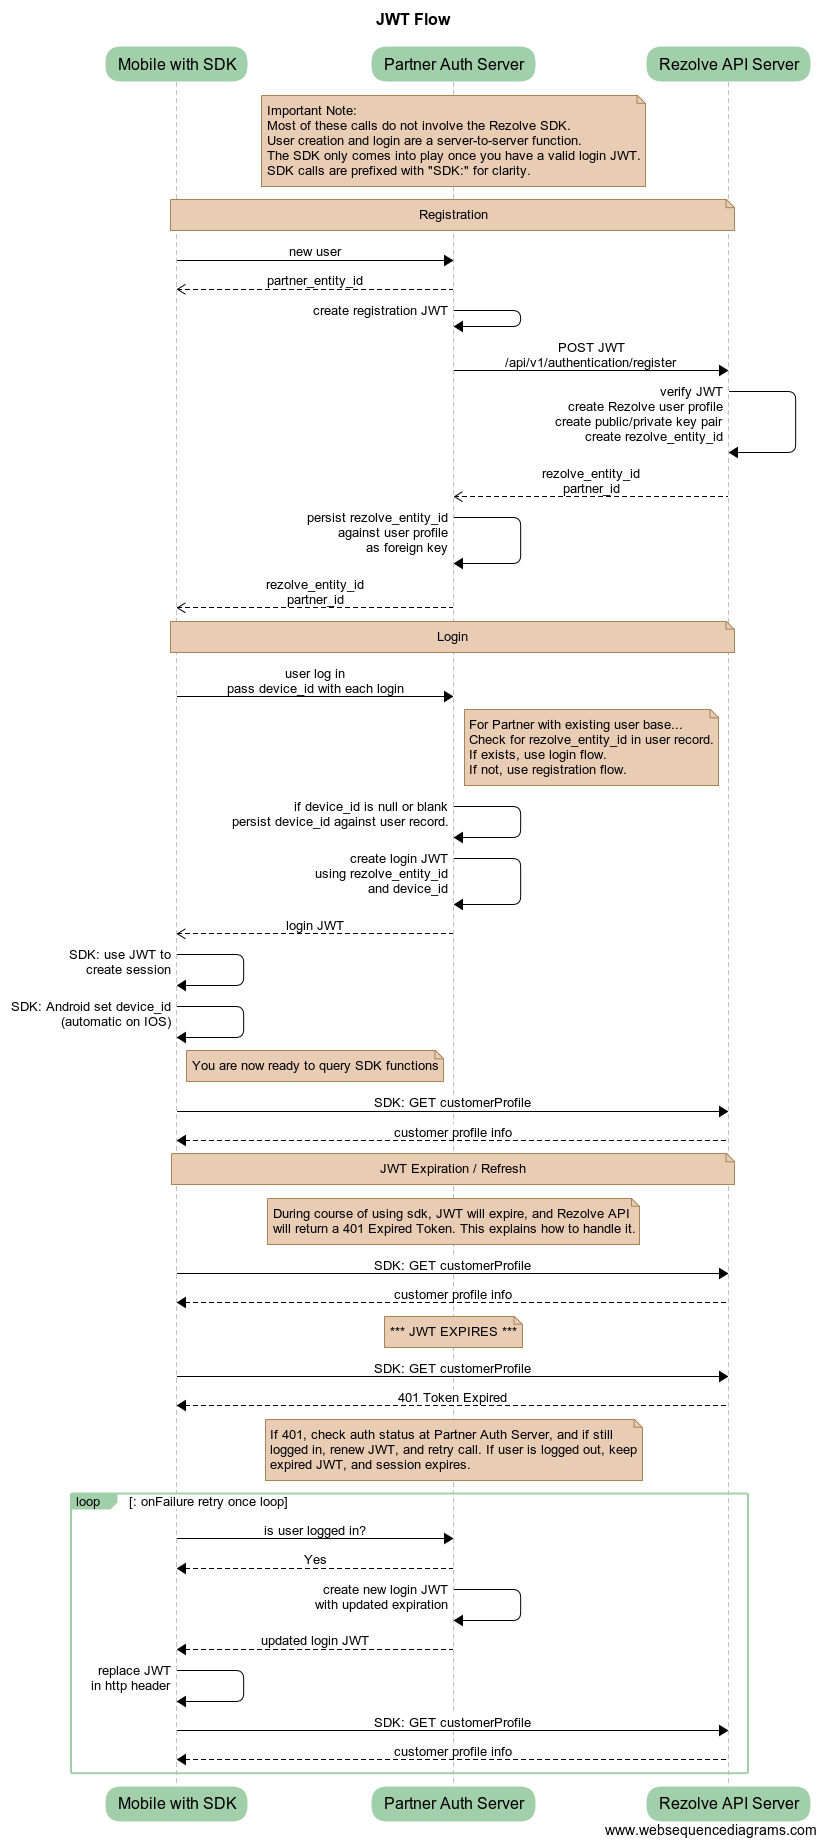 JWT Flow
Mobile with SDK
Partner Auth Server
Rezolve API Server
Important Note:
Most of these calls do not involve the Rezolve SDK.
User creation and login are a server-to-server function.
The SDK only comes into play once you have a valid login JWT.
SDK calls are prefixed with "SDK:" for clarity.
Registration
new user
partner_entity_id
create registration JWT
POST JWT
/api/v1/authentication/register
verify JWT
create Rezolve user profile
create public/private key pair
create rezolve_entity_id
rezolve_entity_id
partner_id
persist rezolve_entity_id
against user profile
as foreign key
rezolve_entity_id
partner_id
Login
user log in
pass device_id with each login
For Partner with existing user base...
Check for rezolve_entity_id in user record.
If exists, use login flow.
If not, use registration flow.
if device_id is null or blank
persist device_id against user record.
create login JWT
using rezolve_entity_id
and device_id
login JWT
SDK: use JWT to
create session
SDK: Android set device_id
(automatic on IOS)
You are now ready to query SDK functions
SDK: GET customerProfile
customer profile info
JWT Expiration / Refresh
During course of using sdk, JWT will expire, and Rezolve API
will return a 401 Expired Token. This explains how to handle it.
SDK: GET customerProfile
customer profile info
*** JWT EXPIRES ***
SDK: GET customerProfile
401 Token Expired
If 401, check auth status at Partner Auth Server, and if still
logged in, renew JWT, and retry call. If user is logged out, keep
expired JWT, and session expires.
loop [: onFailure retry once loop]
is user logged in?
Yes
create new login JWT
with updated expiration
updated login JWT
replace JWT
in http header
SDK: GET customerProfile
customer profile info
Mobile with SDK
Partner Auth Server
Rezolve API Server
www.websequencediagrams.com